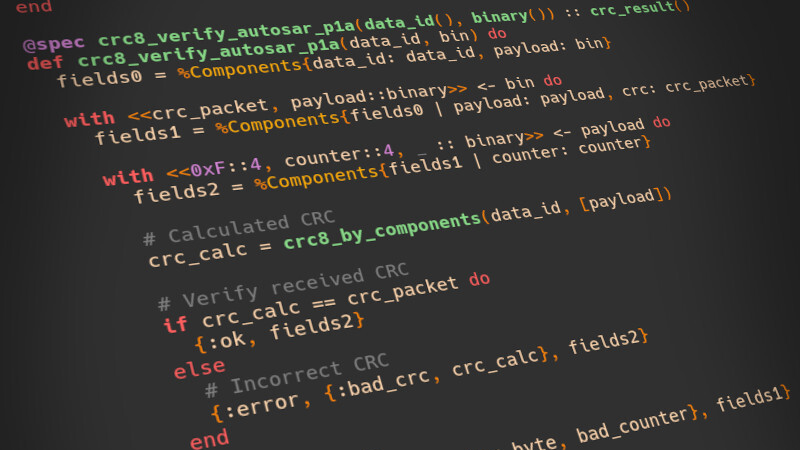 end
@spec crc8_verify_autosar_p1a(data_id(), binary()) :: crc_result()
def crc8_verify_autosar_p1a(data_id, bin) do
fields0 = %Components{data_id: data_id, payload: bin}
with <<crc_packet, payload::binary>> <- bin do
fields1 = %Components{fields0 | payload: payload, crc: crc_packet}
with <<0xF::4, counter::4, _ :: binary>> <- payload do
fields2 = %Components{fields1 | counter: counter}
# Calculated CRC
crc_calc = crc8_by_components(data_id, [payload])
# Verify received CRC
if crc_calc == crc_packet do
{:ok, fields2}
else
# Incorrect CRC
{:error, {:bad_crc, crc_calc}, fields2}
end
byte, bad_counter}, fields1}